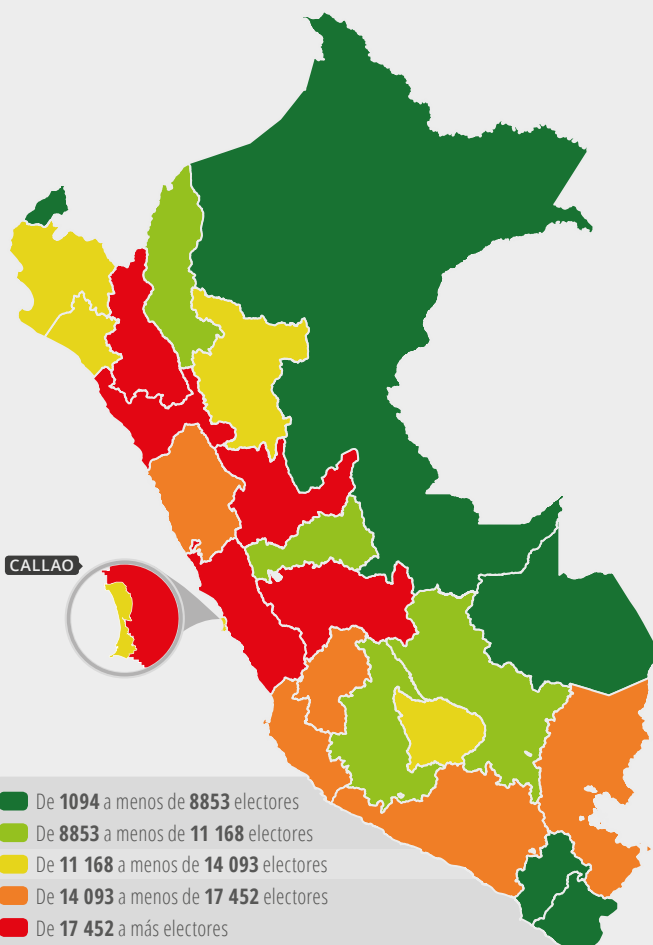 CALLAO
De 1094 a menos de 8853 electores
De 8853 a menos de 11 168 electores
De 11 168 a menos de 14 093 electores
De 14 093 a menos de 17 452 electores
De 17 452 a más electores